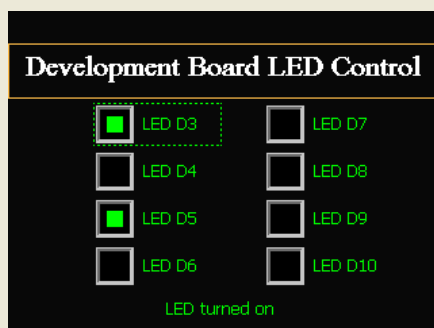 Development Board LED Control
LED D3
LED D7
LED D4
LED D8
LED D5
LED D9
LED D6
LED D10
LED turned on